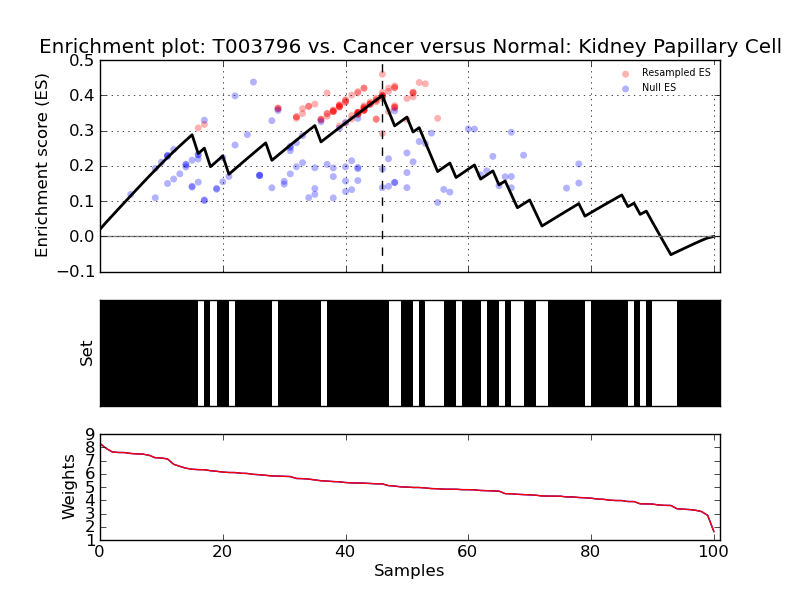 Enrichment plot: T003796 vs. Cancer versus Normal: Kidney Papillary Cell
0.5
0.4
0.3
0.2
0.1
0.0
−0.1
Enrichment score (ES)
Resampled ES
Null ES
Set
9
8
7
6
5
4
3
2
1
Weights
0 20 40 60 80 100
Samples